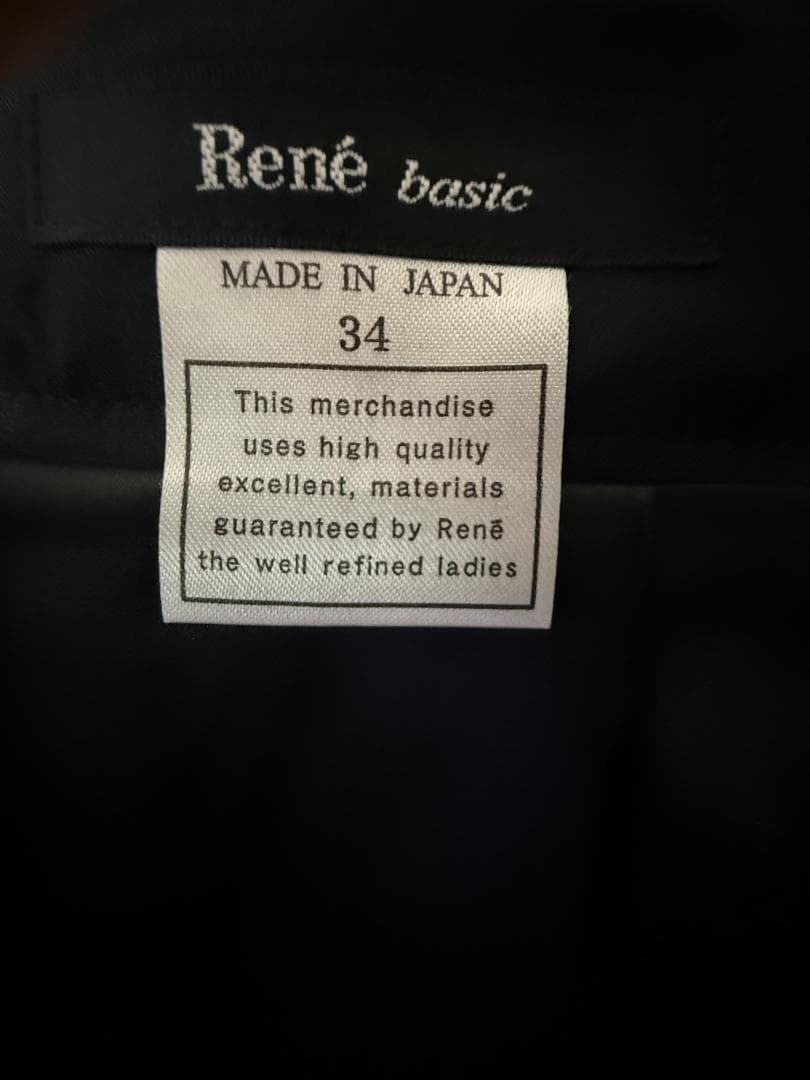 René basic
MADE IN JAPAN
34
This merchandise
uses high quality
excellent, materials
guaranteed by Renē
the well refined ladies